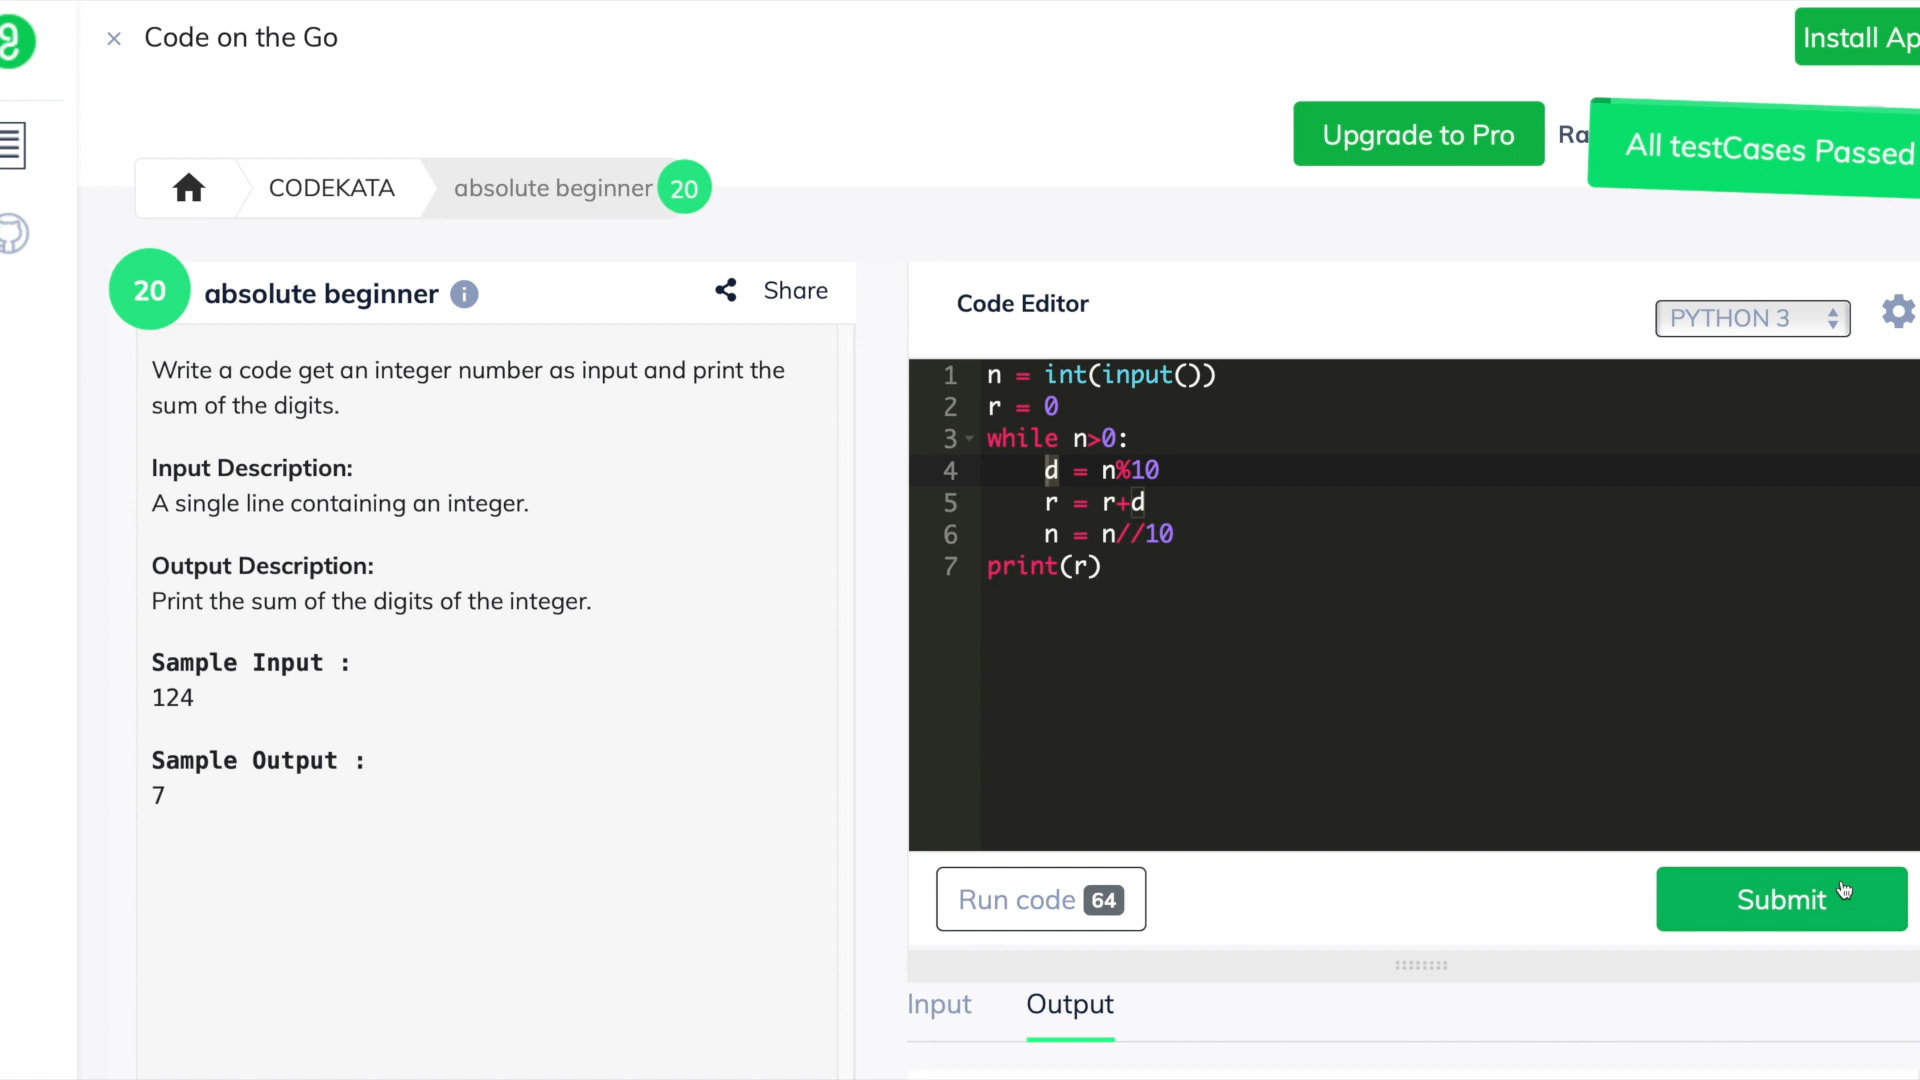 Code on the Go
Install Ap
Upgrade to Pro
Ra
All testCases Passed
CODEKATA
absolute beginner 20
20
absolute beginner
Share
Write a code get an integer number as input and print the
sum of the digits.
Input Description:
A single line containing an integer.
Output Description:
Print the sum of the digits of the integer.
Sample Input :
124
Sample Output :
7
Code Editor
PYTHON 3
1 n = int(input())
2 r = 0
3 while n>0:
4     d = n%10
5     r = r+d
6     n = n//10
7 print(r)
Run code 64
Submit
Input
Output